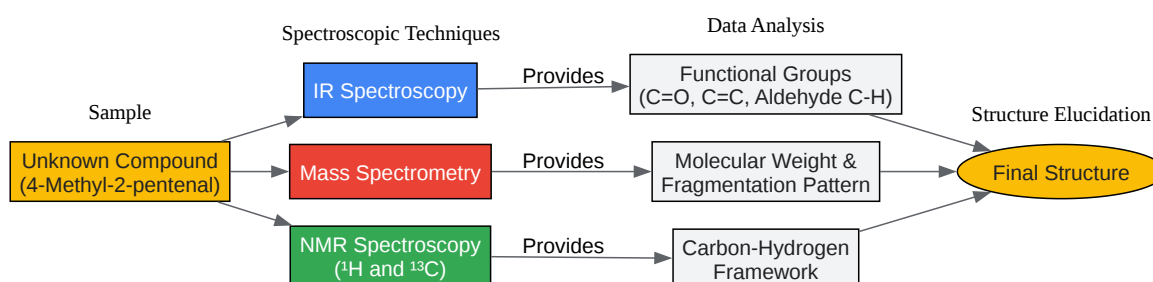 Spectroscopic Techniques
Data Analysis
IR Spectroscopy
Provides
Functional Groups
(C=O, C=C, Aldehyde C-H)
Sample
Structure Elucidation
Unknown Compound
(4-Methyl-2-pentenal)
Mass Spectrometry
Provides
Molecular Weight &
Fragmentation Pattern
Final Structure
NMR Spectroscopy
(¹H and ¹³C)
Provides
Carbon-Hydrogen
Framework